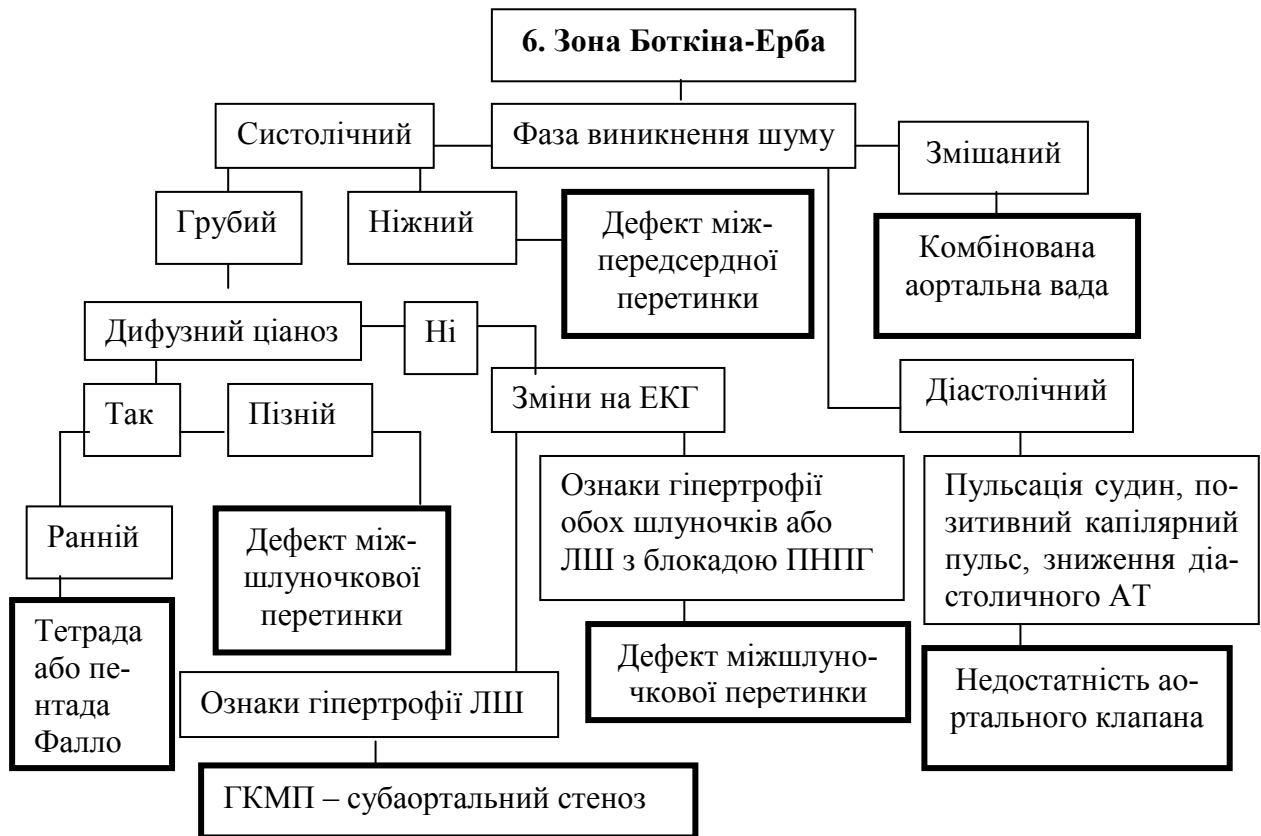 6. Зона Боткіна-Ерба
Систолічний
Фаза виникнення шуму
Змішаний
Грубий
Ніжний
Дефект між-
передсердної
перетинки
Комбінована
аортальна вада
Дифузний ціаноз
Ні
Зміни на ЕКГ
Діастолічний
Так
Пізній
Ознаки гіпертрофії
обох шлуночків або
ЛШ з блокадою ПНПГ
Пульсація судин, по-
зитивний капілярний
пульс, зниження діа-
столичного АТ
Ранній
Дефект між-
шлуночкової
перетинки
Тетрада
або пе-
нтада
Фалло
Ознаки гіпертрофії ЛШ
Дефект міжшлуно-
чкової перетинки
Недостатність ао-
ртального клапана
ГКМП – субаортальний стеноз